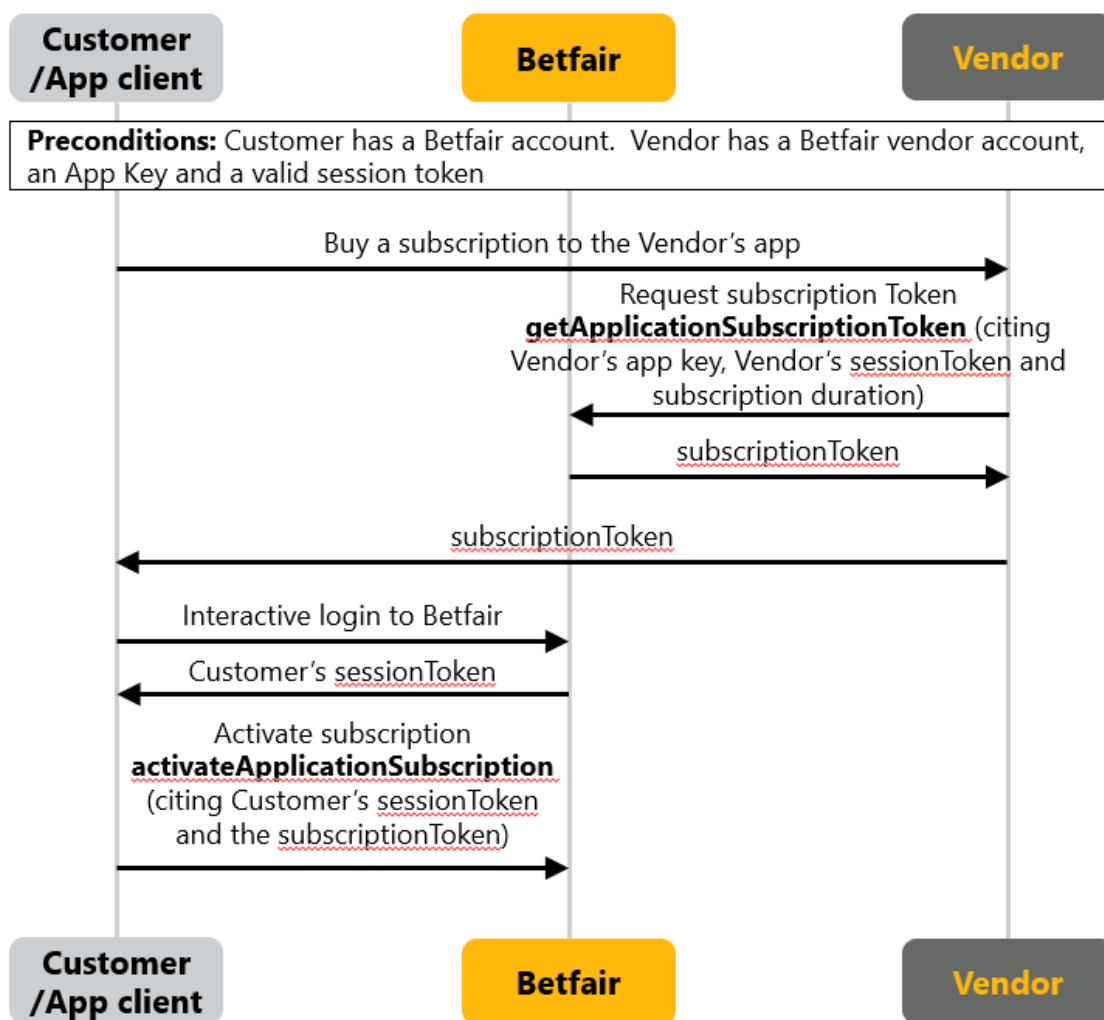 Customer
/App client
Betfair
Vendor
Preconditions: Customer has a Betfair account.  Vendor has a Betfair vendor account,
an App Key and a valid session token
Buy a subscription to the Vendor’s app
Request subscription Token
getApplicationSubscriptionToken (citing
Vendor’s app key, Vendor’s sessionToken and
subscription duration)
subscriptionToken
subscriptionToken
Interactive login to Betfair
Customer’s sessionToken
Activate subscription
activateApplicationSubscription
(citing Customer’s sessionToken
and the subscriptionToken)
Customer
/App client
Betfair
Vendor